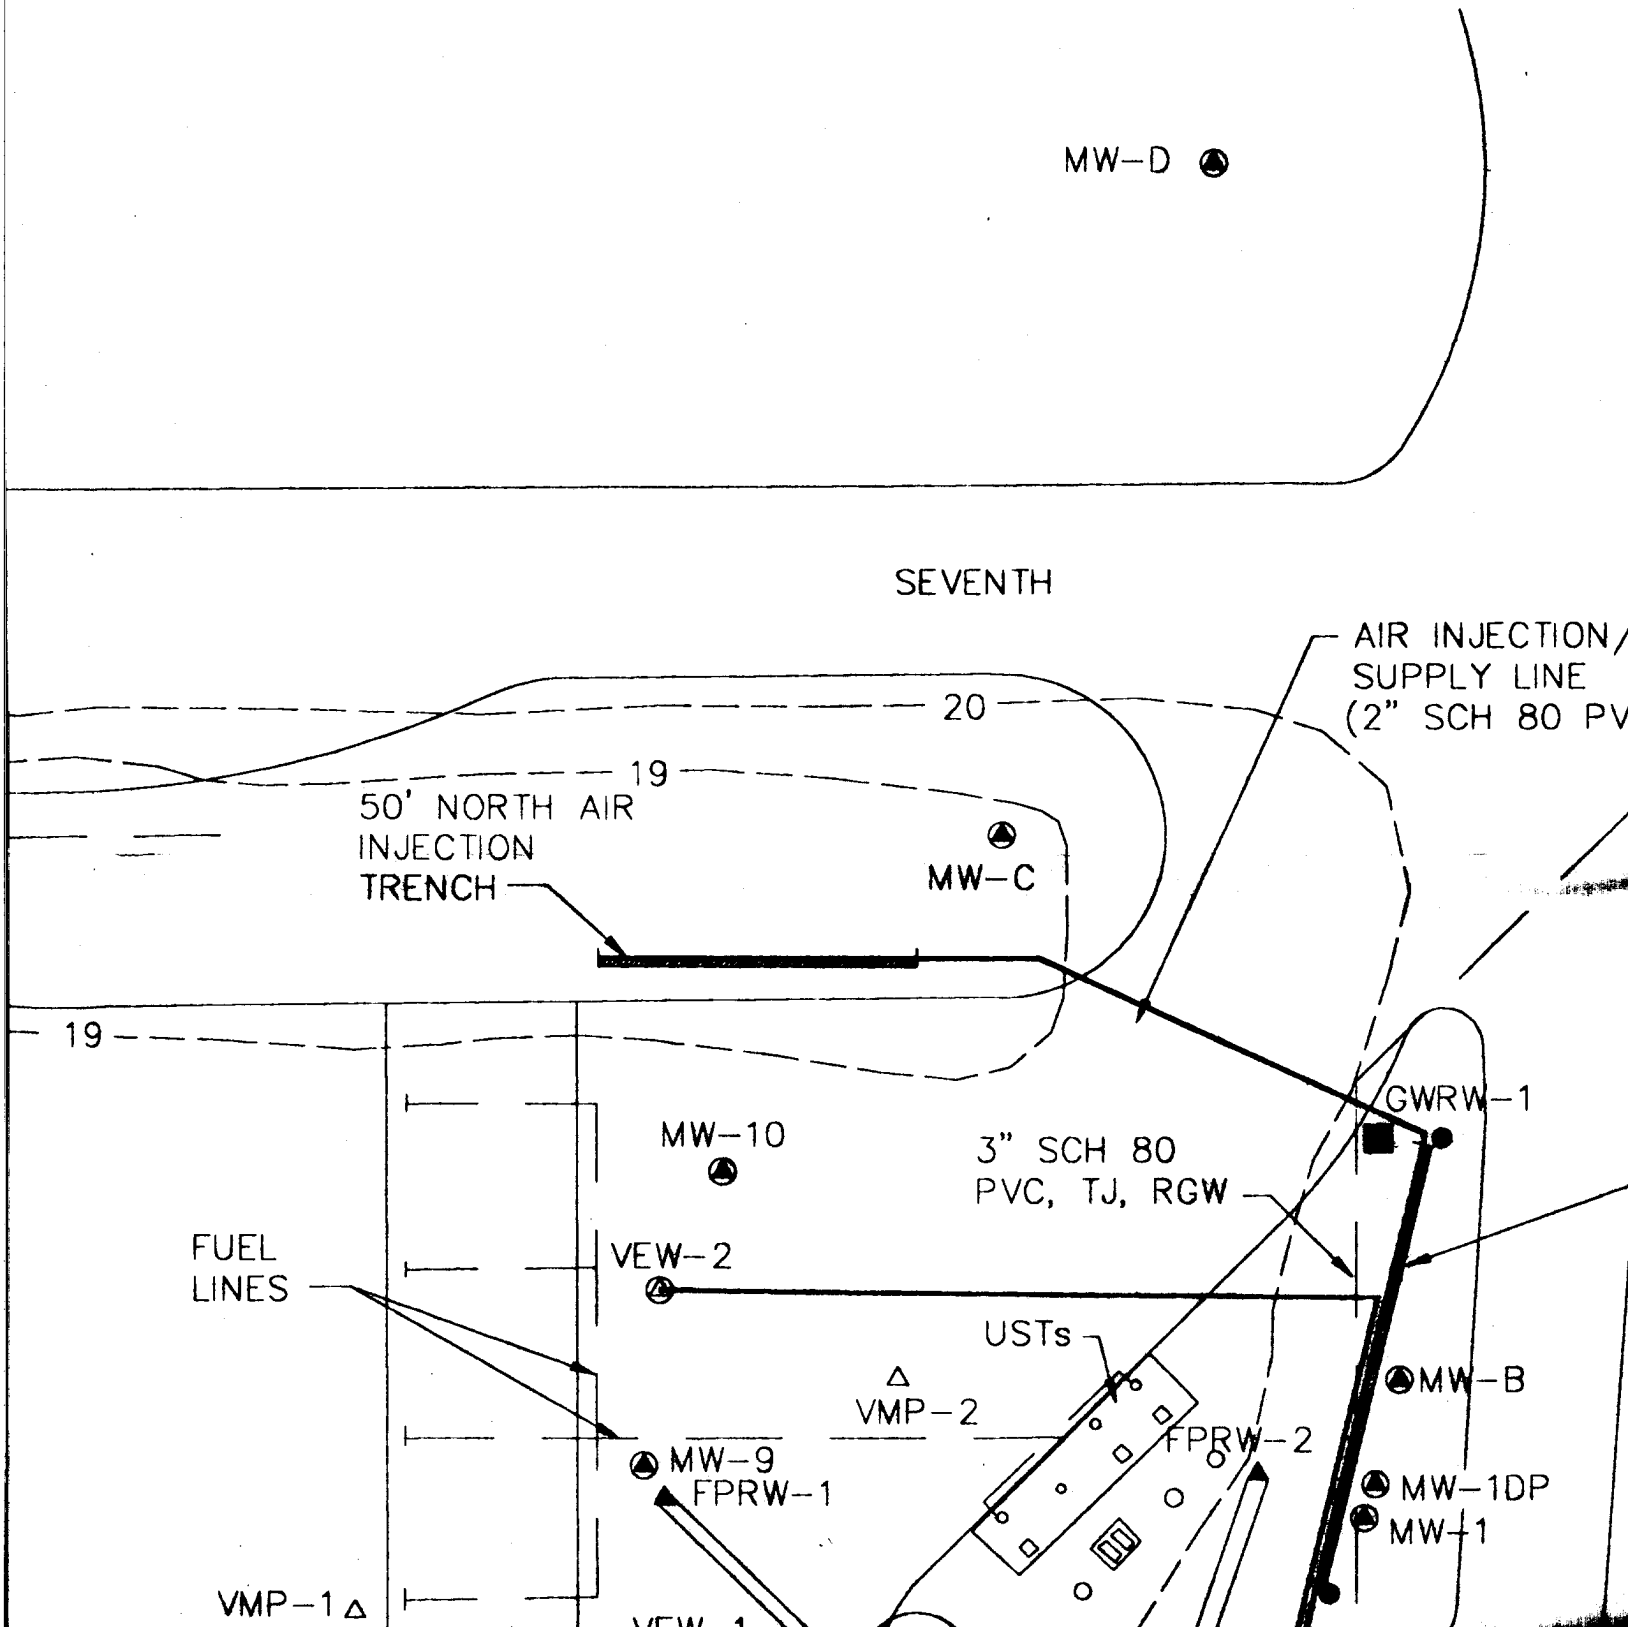 MW-D
SEVENTH
AIR INJECTION/
SUPPLY LINE
(2" SCH 80 PV
20
19
50' NORTH AIR
INJECTION
TRENCH
MW-C
19
GWRW-1
MW-10
3" SCH 80
PVC, TJ, RGW
FUEL
LINES
VEW-2
USTs
MW-B
VMP-2
FPRW-2
MW-9
FPRW-1
MW-1DP
MW-1
VMP-1
VEW-1